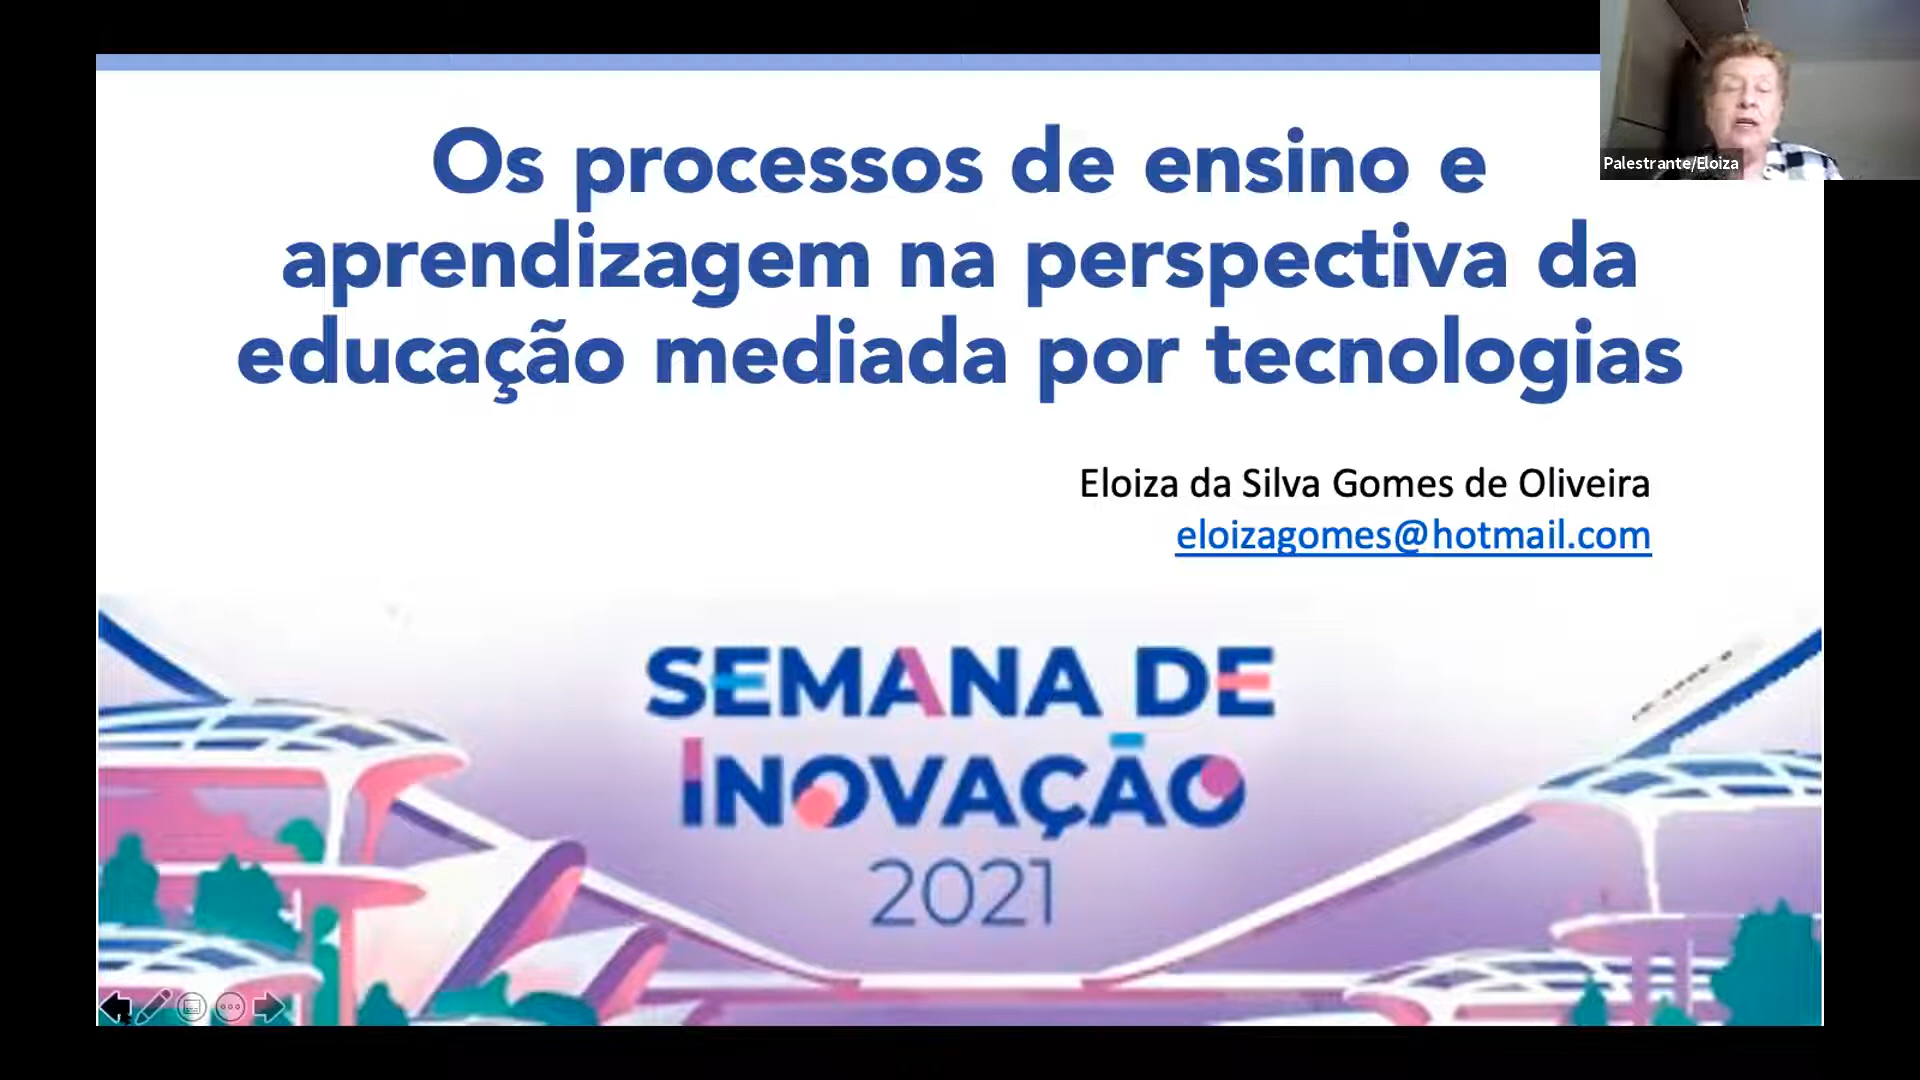 Os processos de ensino e
aprendizagem na perspectiva da
educação mediada por tecnologias
Eloiza da Silva Gomes de Oliveira
eloizagomes@hotmail.com
SEMANA DE
INOVAÇÃO
2021
Palestrante/Eloiza